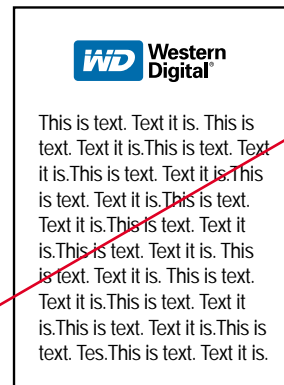 WD Western
Digital®
This is text. Text it is. This is
text. Text it is.This is text. Text
it is.This is text. Text it is.This
is text. Text it is.This is text.
Text it is.This is text. Text it
is.This is text. Text it is. This
is text. Text it is. This is text.
Text it is.This is text. Text it
is.This is text. Text it is.This is
text. Tes.This is text. Text it is.